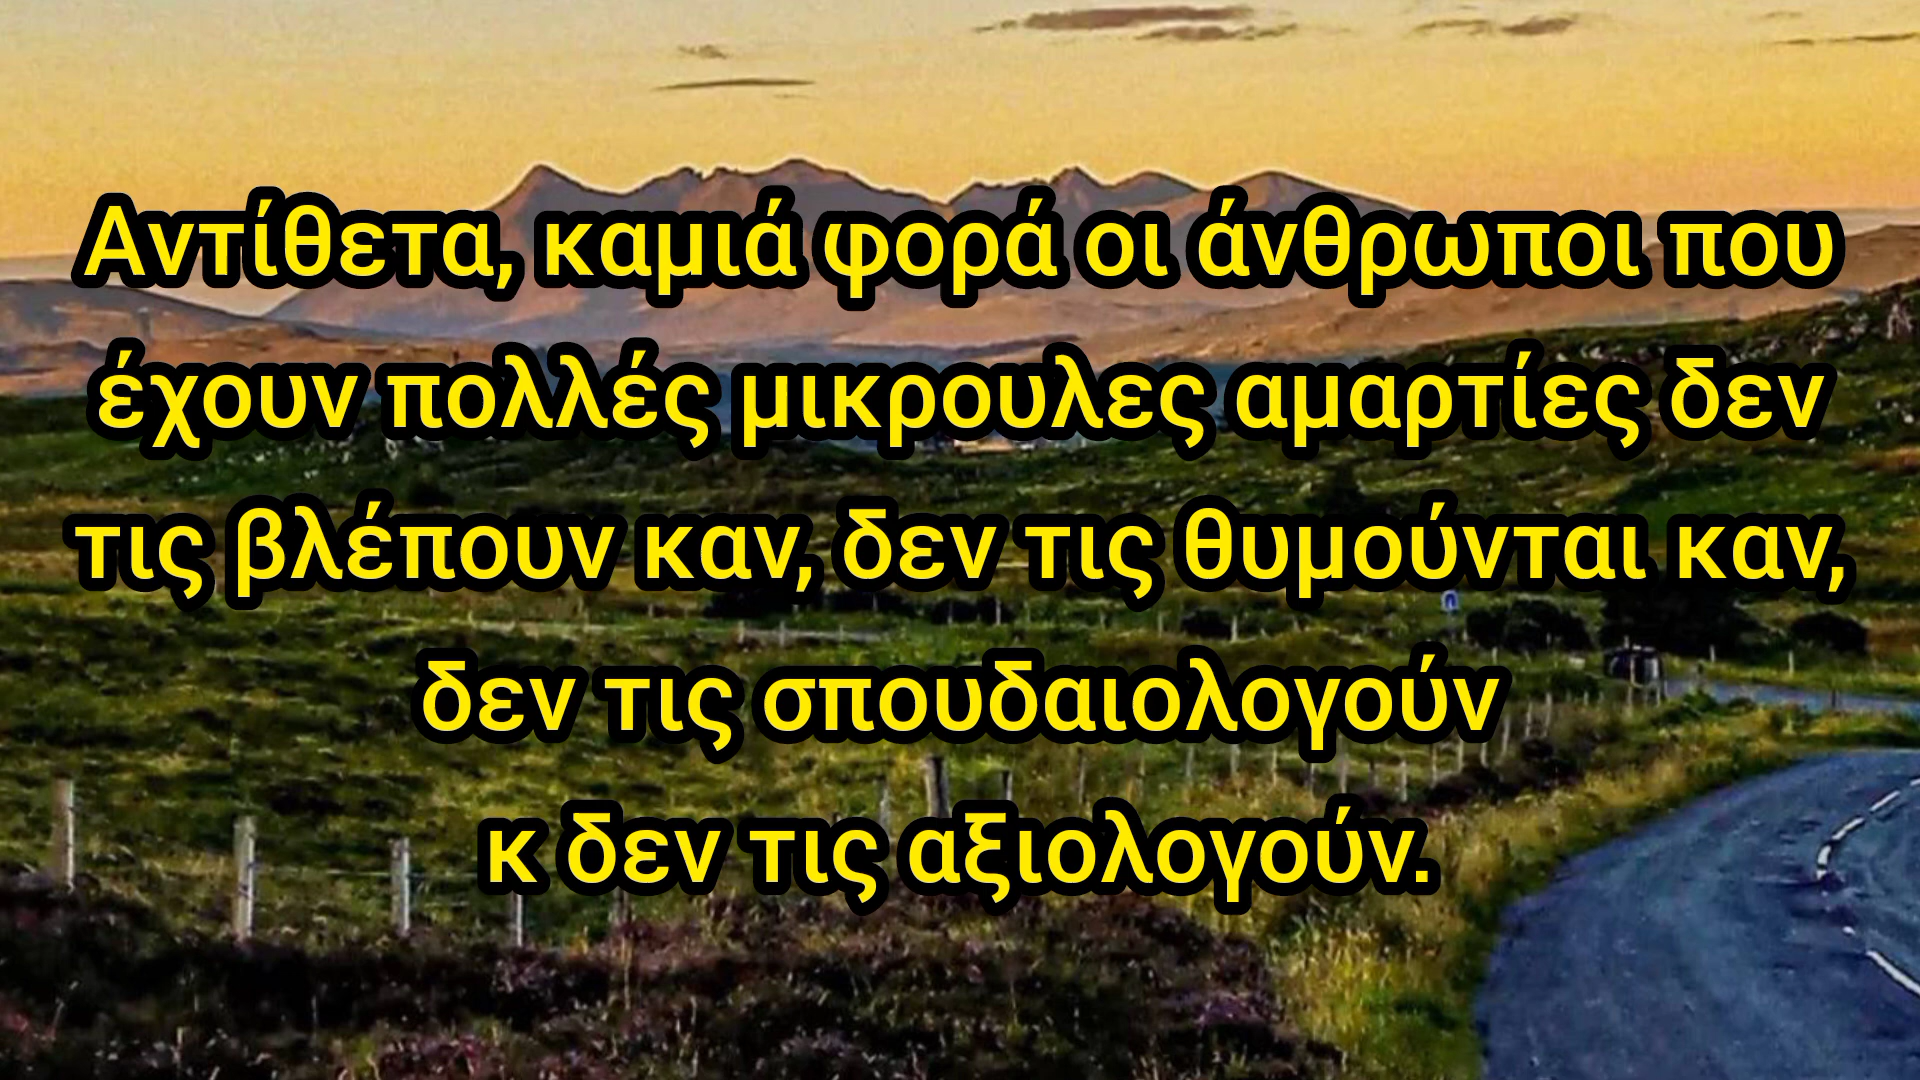 Αντίθετα, καμιά φορά οι άνθρωποι που
έχουν πολλές μικρουλες αμαρτίες δεν
τις βλέπουν καν, δεν τις θυμούνται καν,
δεν τις σπουδαιολογούν
κ δεν τις αξιολογούν.